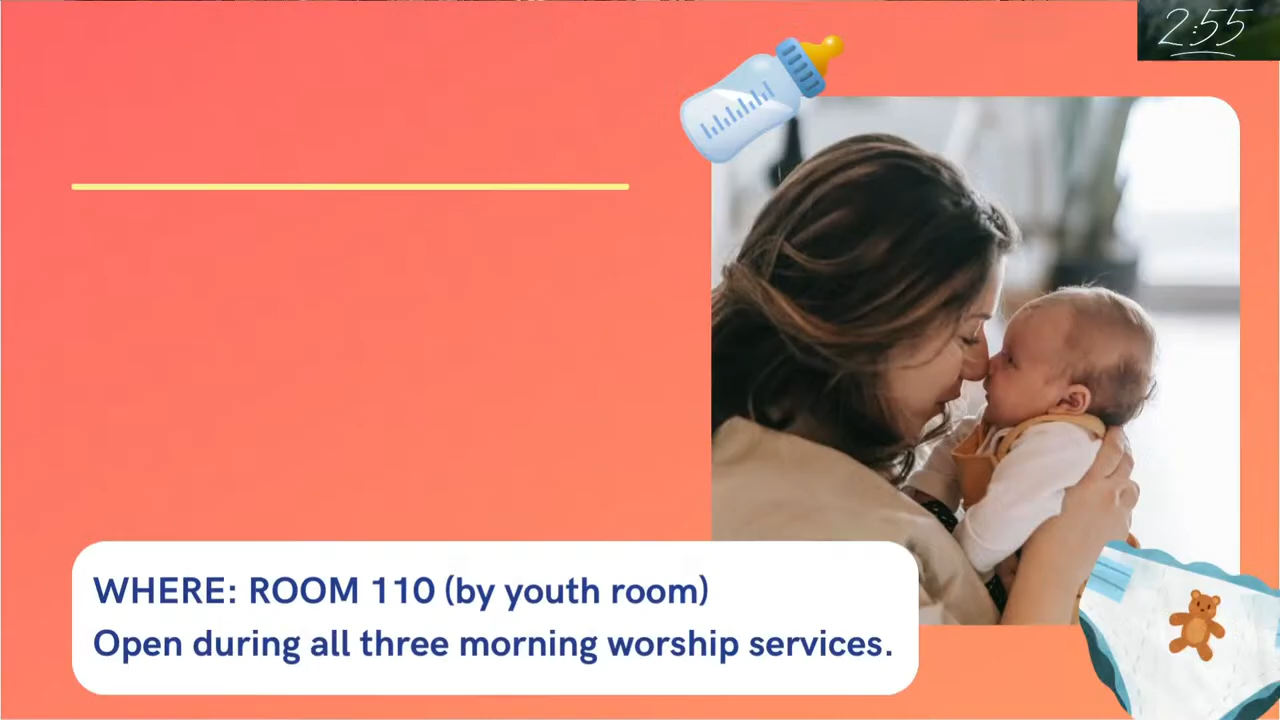 2:55
WHERE: ROOM 110 (by youth room)
Open during all three morning worship services.